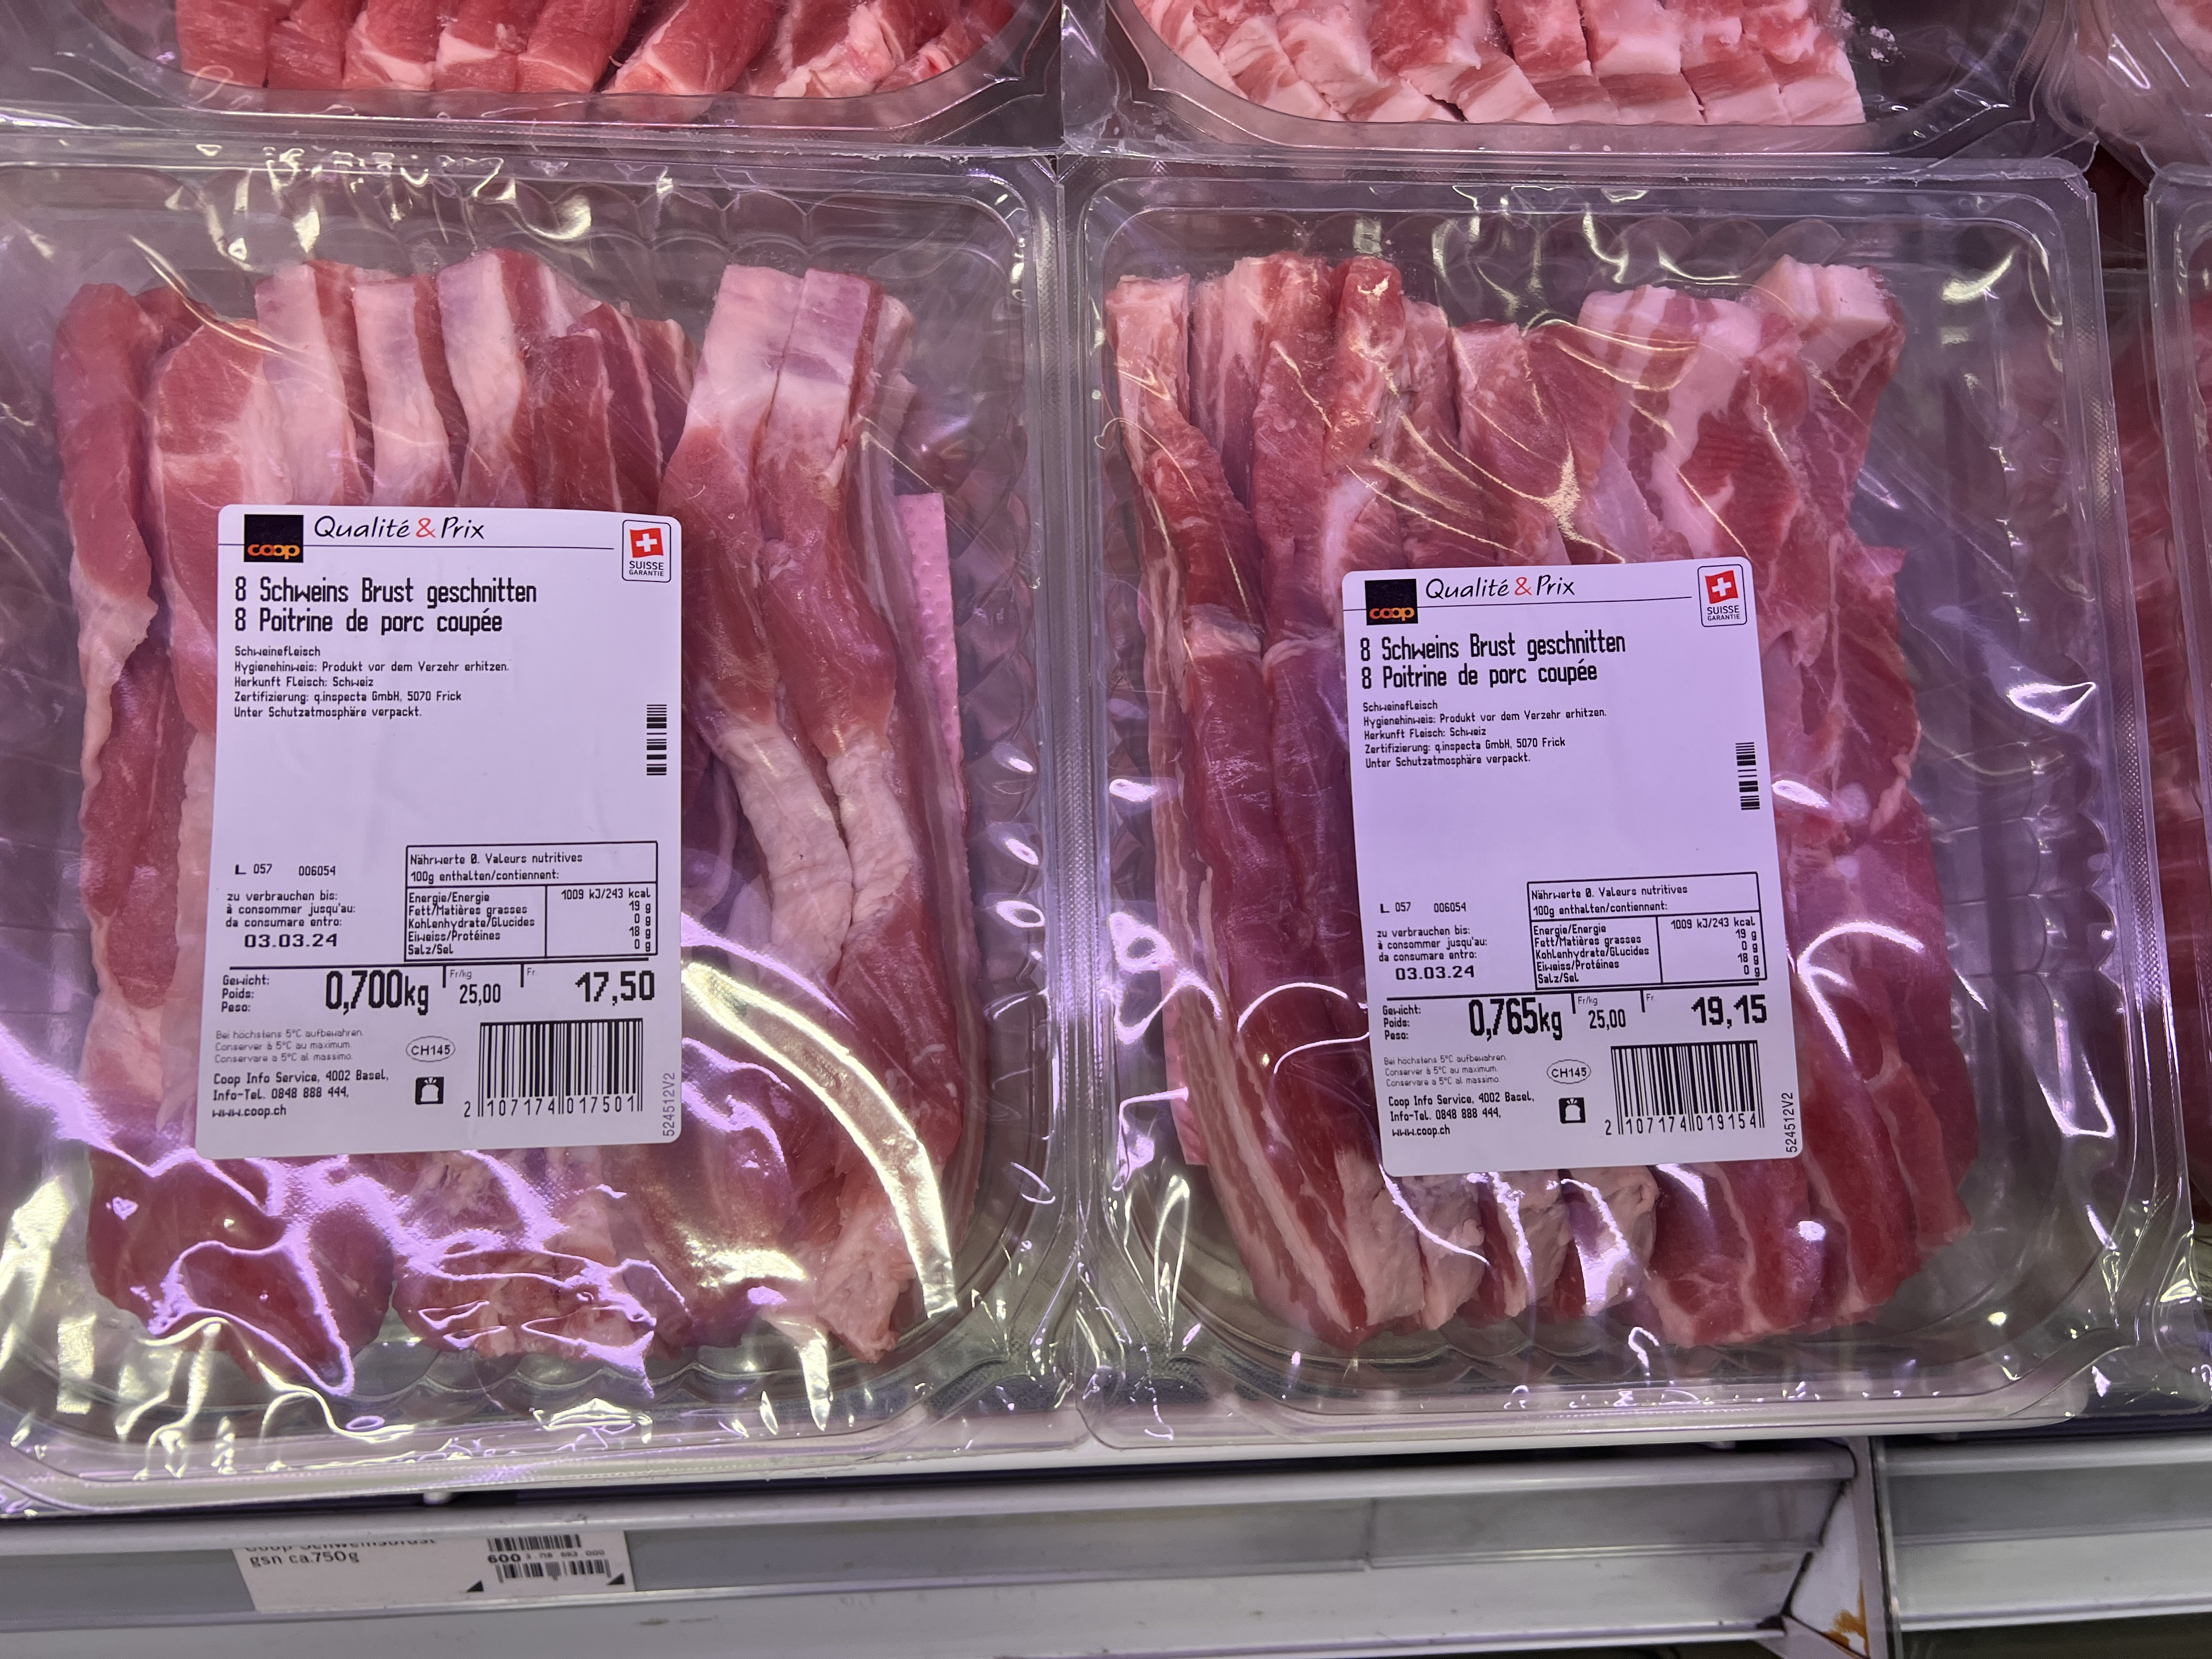 coop Qualité & Prix
SUISSE
GARANTIE
8 Schweins Brust geschnitten
8 Poitrine de porc coupée
Schweinefleisch
Hygienehinweis: Produkt vor dem Verzehr erhitzen.
Herkunft Fleisch: Schweiz
Zertifizierung: q.inspecta GmbH, 5070 Frick
Unter Schutzatmosphäre verpackt.
L 057 006054
zu verbrauchen bis:
à consommer jusqu'au:
da consumare entro:
03.03.24
Nährwerte Ø. Valeurs nutritives
100g enthalten/contiennent:
Energie/Energie 1009 kJ/243 kcal
Fett/Matières grasses 19 g
Kohlenhydrate/Glucides 0 g
Eiweiss/Protéines 18 g
Salz/Sel 0 g
Gewicht:
Poids:
Peso:
0,700kg
Fr/kg
25,00
Fr.
17,50
Bei höchstens 5°C aufbewahren.
Conserver à 5°C au maximum.
Conservare a 5°C al massimo.
CH145
Coop Info Service, 4002 Basel,
Info-Tel. 0848 888 444,
www.coop.ch
2 107174 017501
524512V2
coop Qualité & Prix
SUISSE
GARANTIE
8 Schweins Brust geschnitten
8 Poitrine de porc coupée
Schweinefleisch
Hygienehinweis: Produkt vor dem Verzehr erhitzen.
Herkunft Fleisch: Schweiz
Zertifizierung: q.inspecta GmbH, 5070 Frick
Unter Schutzatmosphäre verpackt.
L 057 006054
zu verbrauchen bis:
à consommer jusqu'au:
da consumare entro:
03.03.24
Nährwerte Ø. Valeurs nutritives
100g enthalten/contiennent:
Energie/Energie 1009 kJ/243 kcal
Fett/Matières grasses 19 g
Kohlenhydrate/Glucides 0 g
Eiweiss/Protéines 18 g
Salz/Sel 0 g
Gewicht:
Poids:
Peso:
0,765kg
Fr/kg
25,00
Fr.
19,15
Bei höchstens 5°C aufbewahren.
Conserver à 5°C au maximum.
Conservare a 5°C al massimo.
CH145
Coop Info Service, 4002 Basel,
Info-Tel. 0848 888 444,
www.coop.ch
2 107174 019154
524512V2
gsn ca.750g
600